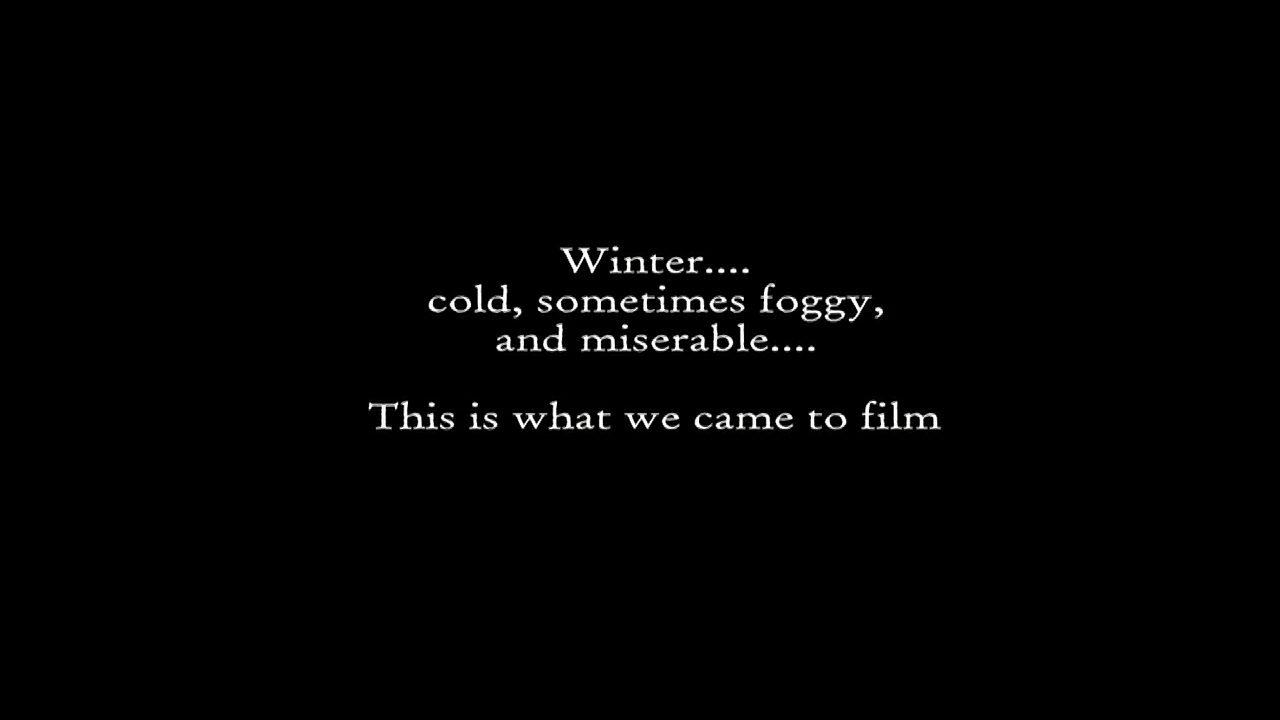 Winter....
cold, sometimes foggy,
and miserable....
This is what we came to film